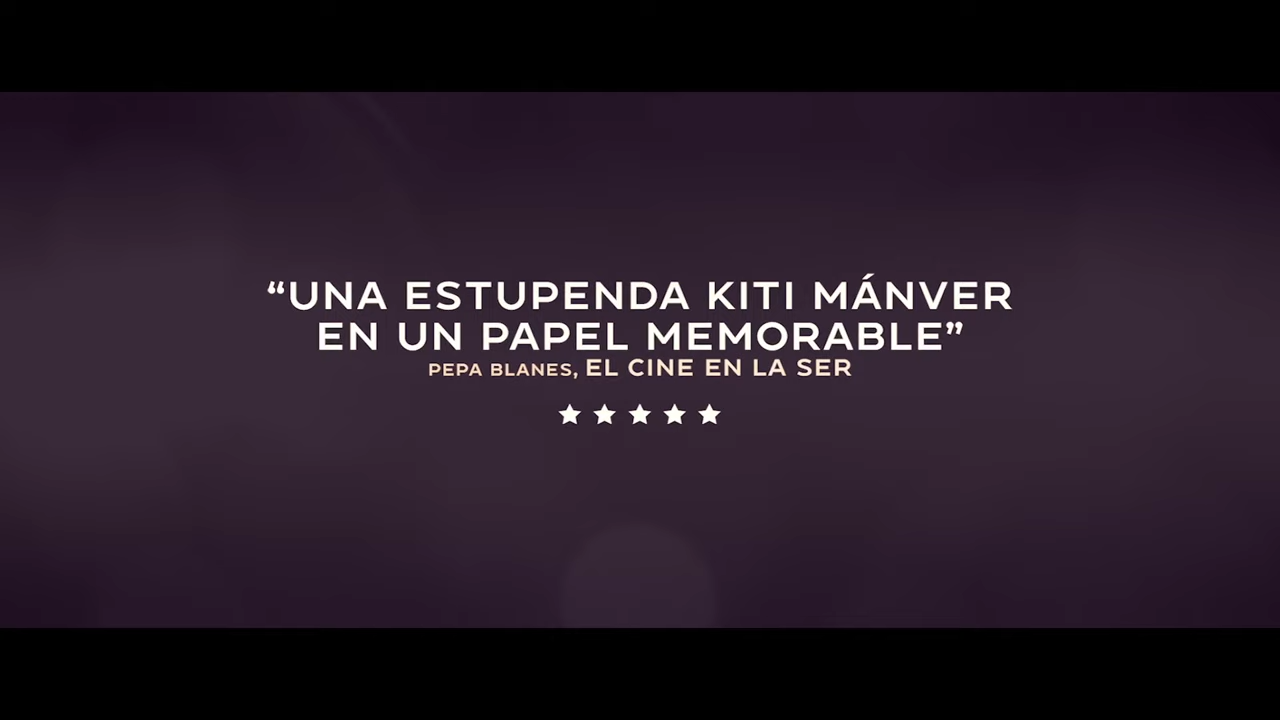 “UNA ESTUPENDA KITI MÁNVER
EN UN PAPEL MEMORABLE”
PEPA BLANES, EL CINE EN LA SER